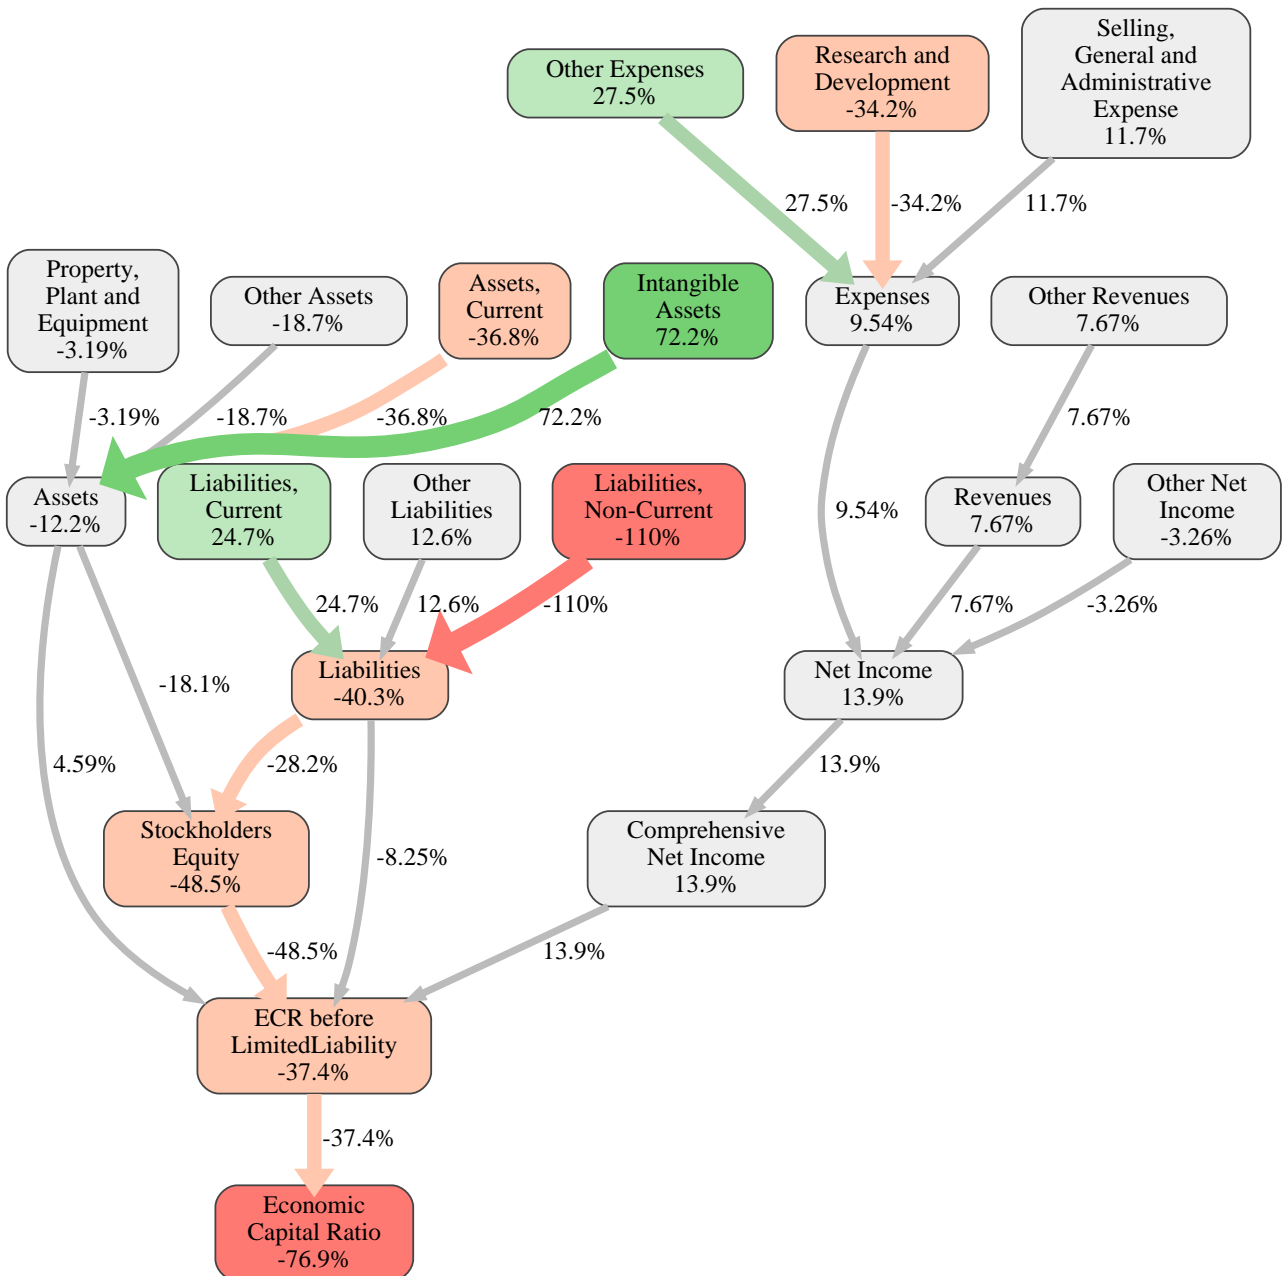 Selling,
General and
Administrative
Expense
11.7%
Research and
Development
-34.2%
Other Expenses
27.5%
27.5%
-34.2%
11.7%
Property,
Plant and
Equipment
-3.19%
Other Assets
-18.7%
Assets,
Current
-36.8%
Intangible
Assets
72.2%
Expenses
9.54%
Other Revenues
7.67%
-3.19%
-18.7%
-36.8%
72.2%
7.67%
Assets
-12.2%
Liabilities,
Current
24.7%
Other
Liabilities
12.6%
Liabilities,
Non-Current
-110%
9.54%
Revenues
7.67%
Other Net
Income
-3.26%
24.7%
12.6%
-110%
7.67%
-3.26%
-18.1%
Liabilities
-40.3%
Net Income
13.9%
4.59%
-28.2%
13.9%
Stockholders
Equity
-48.5%
-8.25%
Comprehensive
Net Income
13.9%
-48.5%
13.9%
ECR before
LimitedLiability
-37.4%
-37.4%
Economic
Capital Ratio
-76.9%